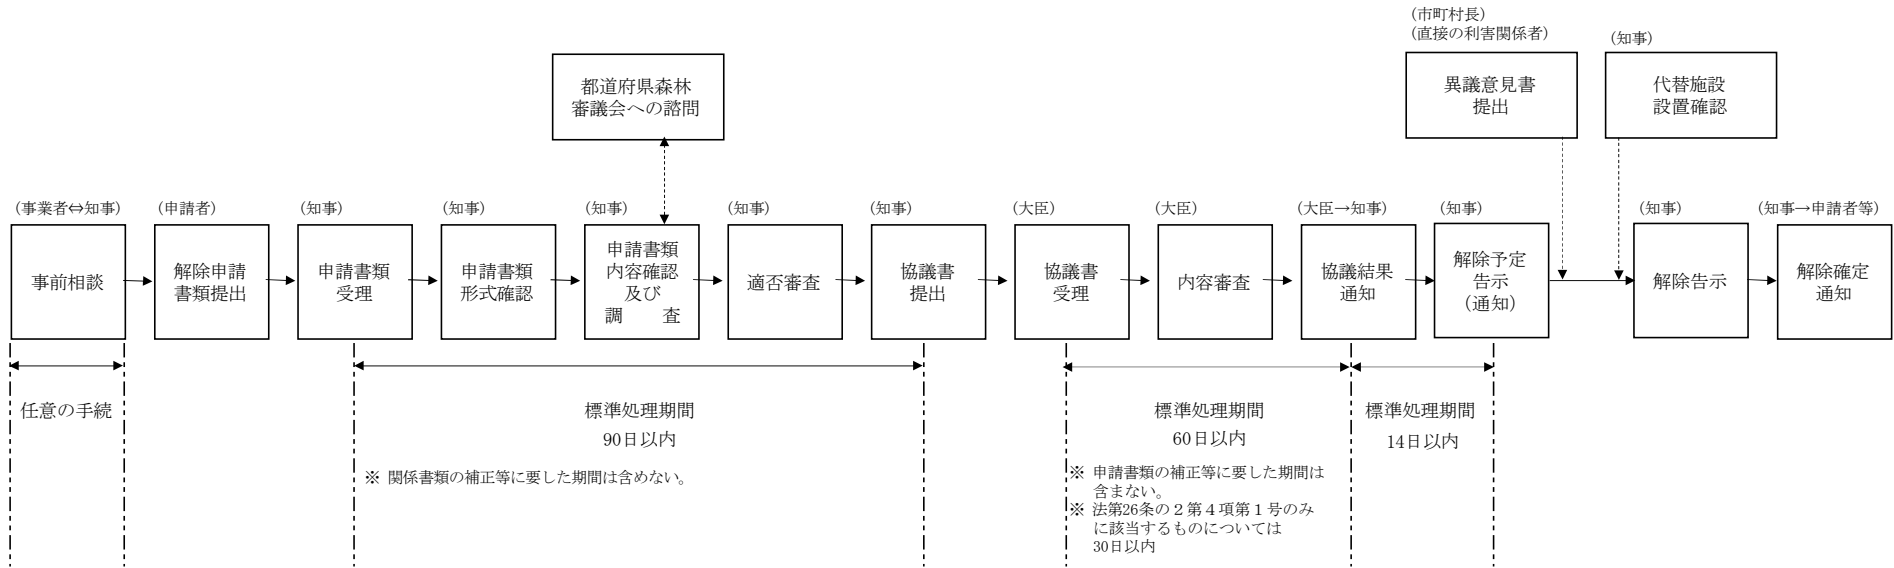 （市町村長）
（直接の利害関係者）
（知事）
都道府県森林
審議会への諮問
異議意見書
提出
代替施設
設置確認
（事業者⇔知事）
（申請者）
（知事）
（知事）
（知事）
（知事）
（知事）
（大臣）
（大臣）
（大臣→知事）
（知事）
（知事）
（知事→申請者等）
事前相談
解除申請
書類提出
申請書類
受理
申請書類
形式確認
申請書類
内容確認
及び
調　　査
適否審査
協議書
提出
協議書
受理
内容審査
協議結果
通知
解除予定
告示
（通知）
解除告示
解除確定
通知
任意の手続
標準処理期間
90日以内
※ 関係書類の補正等に要した期間は含めない。
標準処理期間
60日以内
※ 申請書類の補正等に要した期間は
含まない。
※ 法第26条の２第４項第１号のみ
に該当するものについては
30日以内
標準処理期間
14日以内